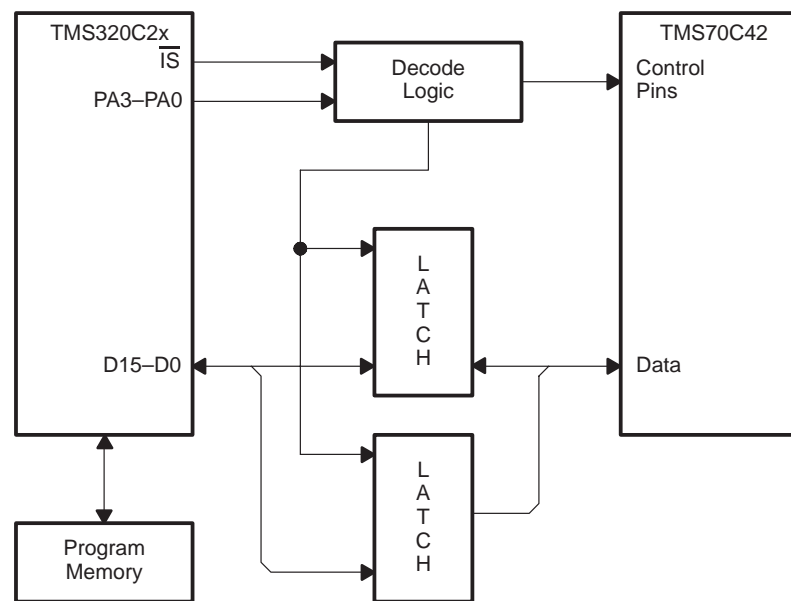 TMS320C2x
IS
PA3–PA0
D15–D0
Program
Memory
Decode
Logic
L
A
T
C
H
L
A
T
C
H
TMS70C42
Control
Pins
Data